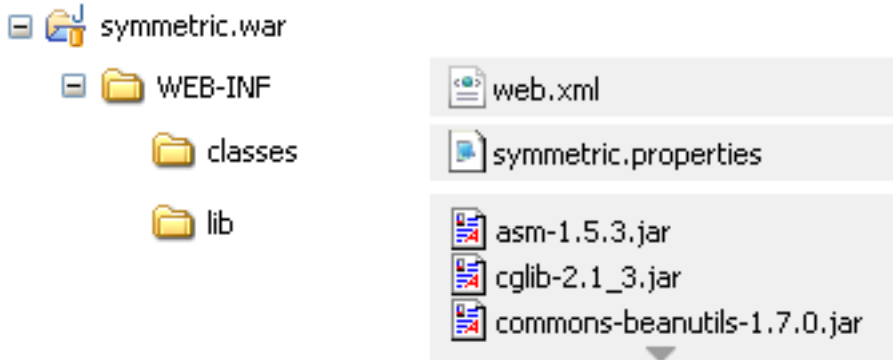 symmetric.war
WEB-INF
web.xml
classes
symmetric.properties
lib
asm-1.5.3.jar
cglib-2.1_3.jar
commons-beanutils-1.7.0.jar